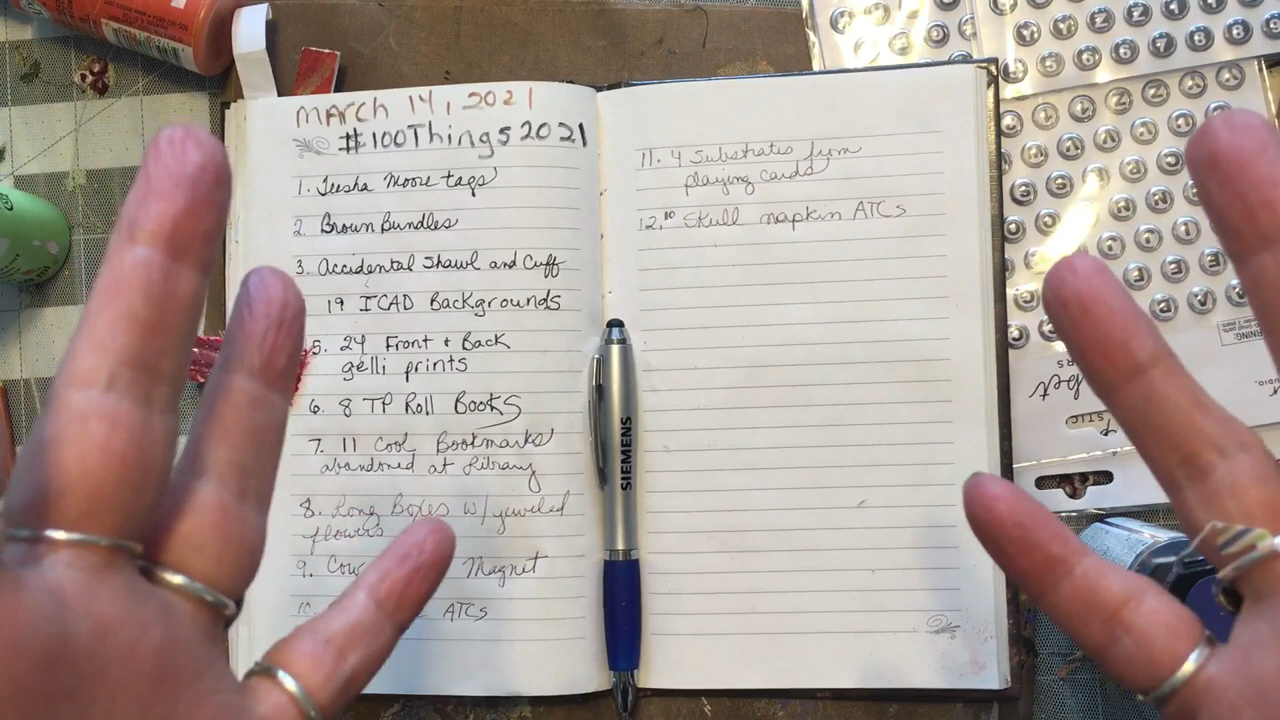 March 14, 2021
#100Things2021
1. Teesha Moore tags
2. Brown Bundles
3. Accidental Shawl and Cuff
19 ICAD Backgrounds
5. 24 Front + Back
gelli prints
6. 8 TP Roll Books
7. 11 Cool Bookmarks
abandoned at Library
8. Long Boxes w/jeweled
flowers
9. Cow Magnet
10. ATCs
11. 4 Substrates from
playing cards
12. 10 Skull napkin ATCs
SIEMENS
WARNING: